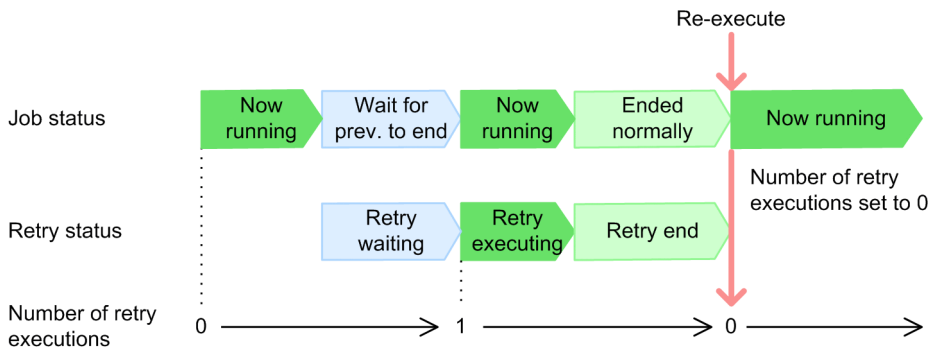 Re-execute
Job status
Now
running
Wait for
prev. to end
Now
running
Ended
normally
Now running
Number of retry
executions set to 0
Retry status
Retry
waiting
Retry
executing
Retry end
Number of retry
executions
0
1
0